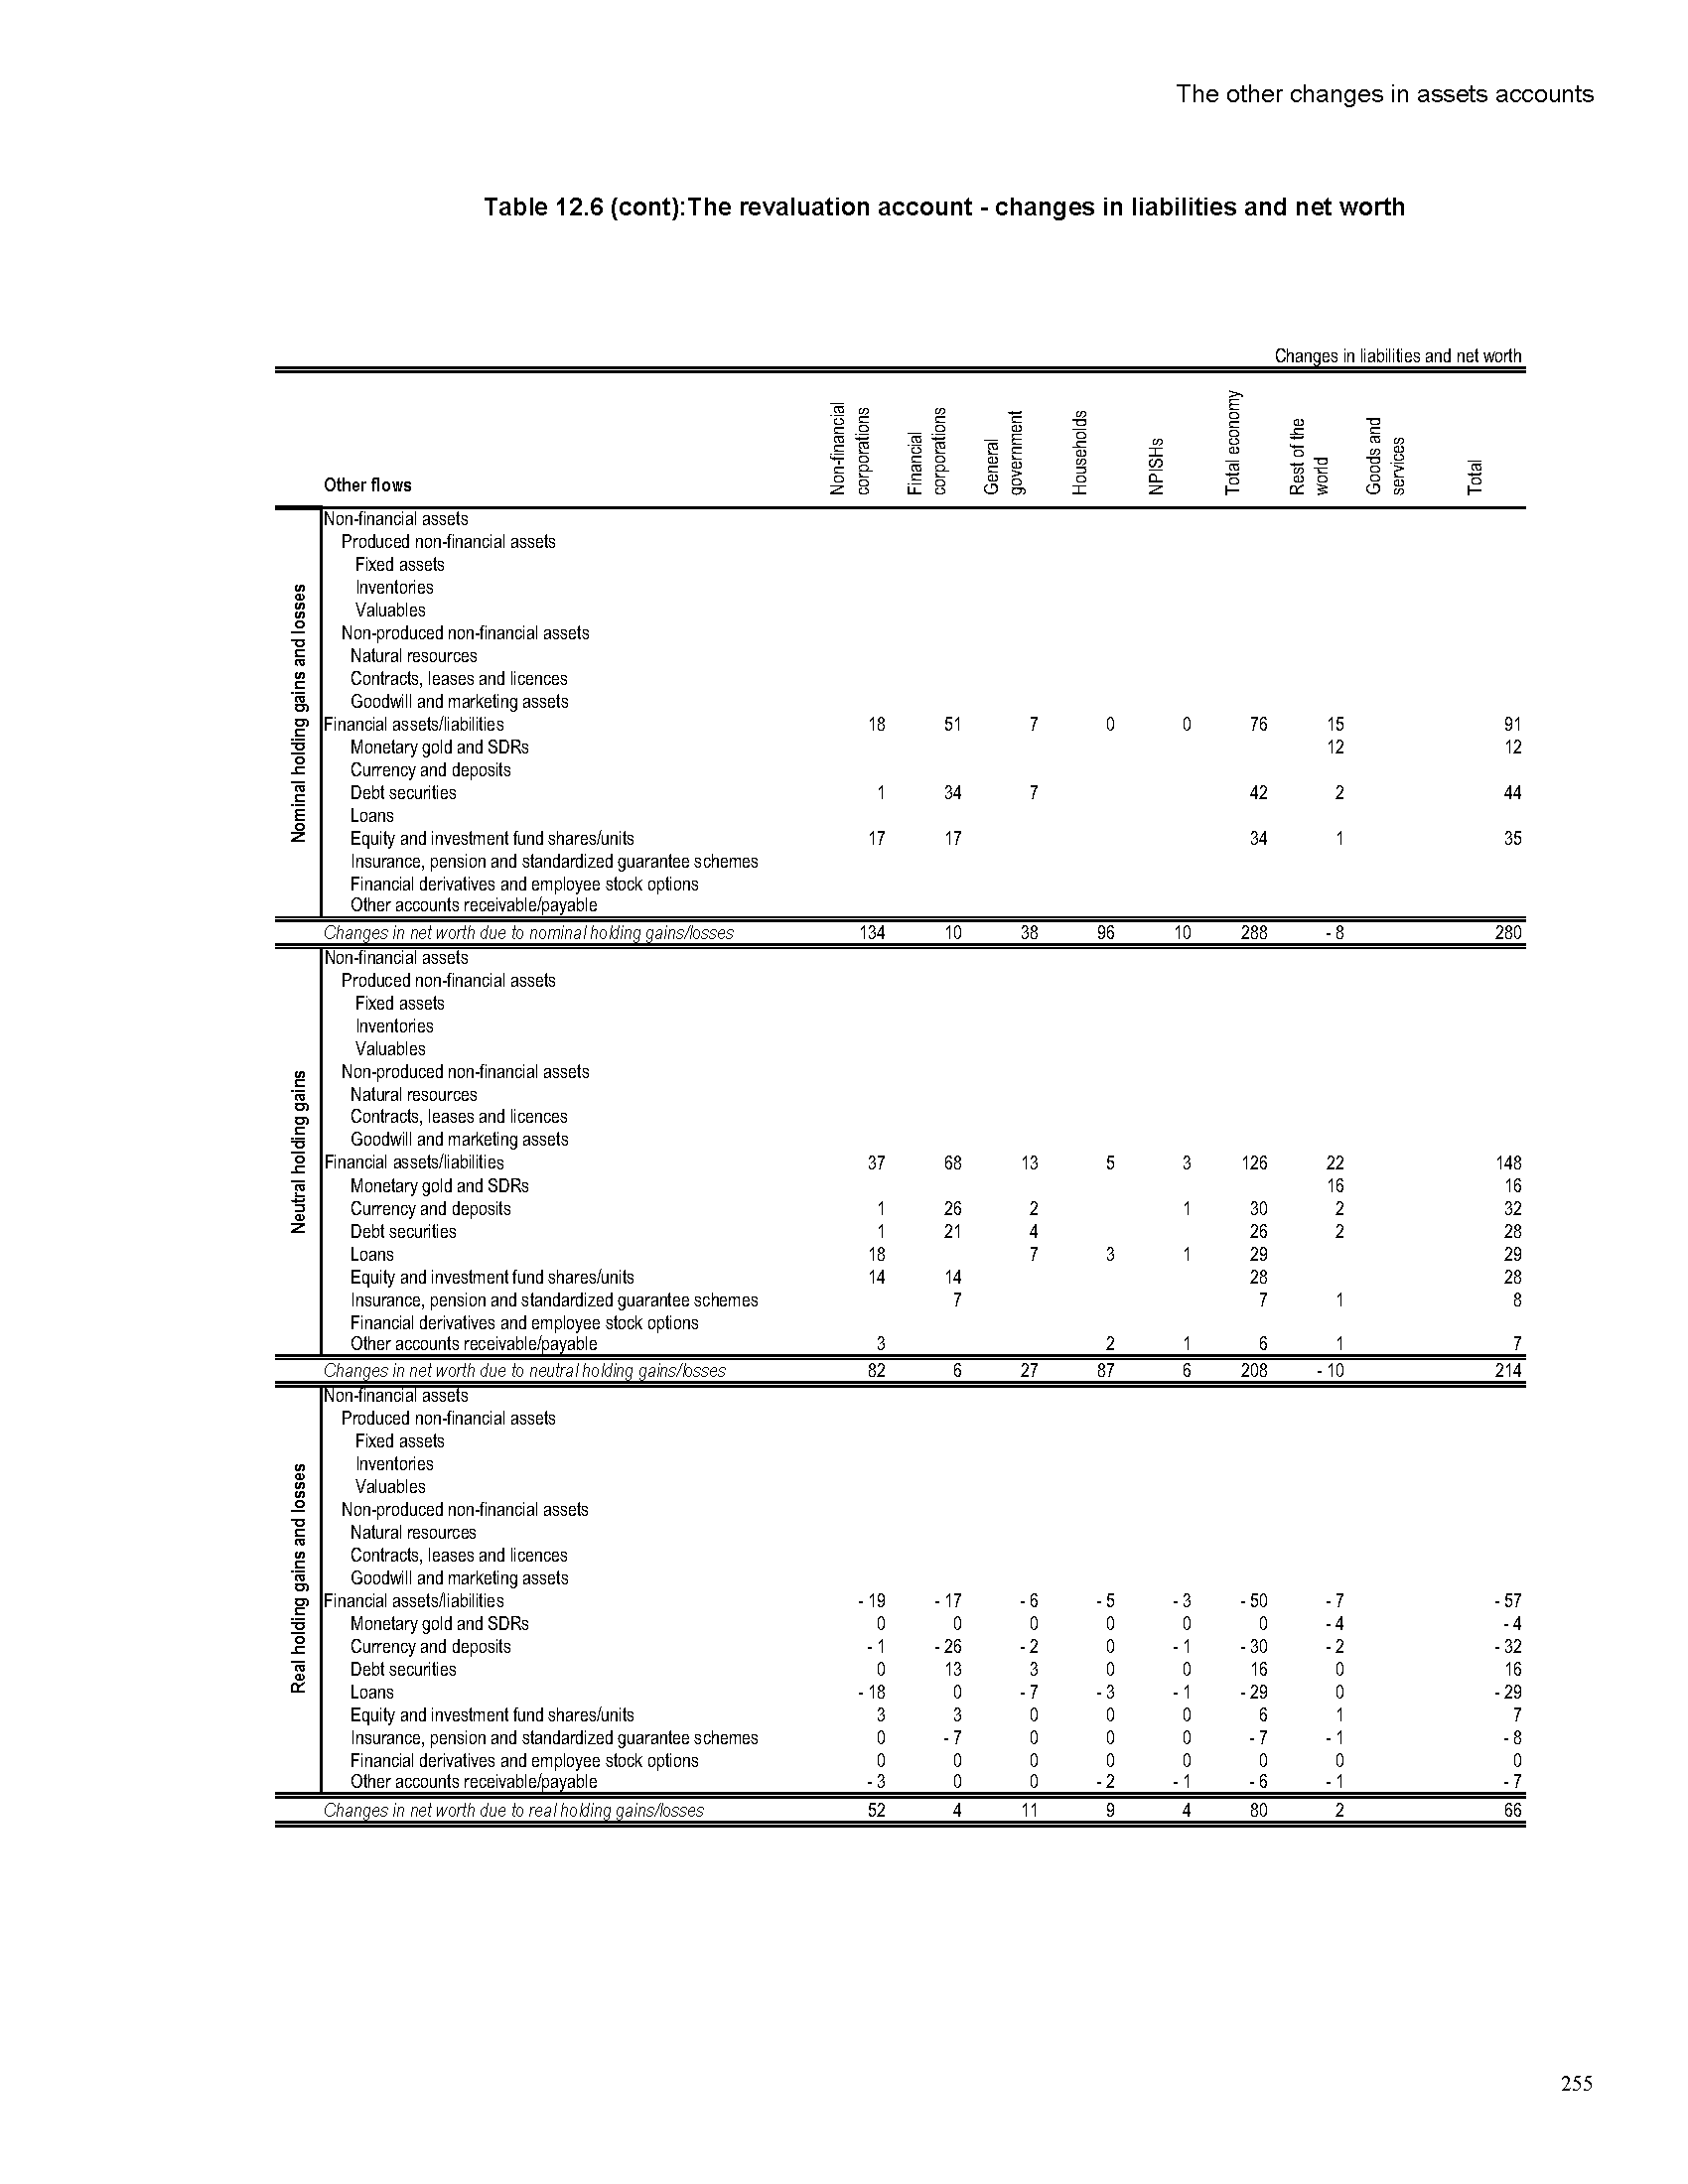 The other changes in assets accounts
Table 12.6 (cont):The revaluation account - changes in liabilities and net worth
Changes in liabilities and net worth
Other flows Non-financial corporations Financial corporations General government Households NPISHs Total economy Rest of the world Goods and services Total
Nominal holding gains and losses
Non-financial assets
Produced non-financial assets
Fixed assets
Inventories
Valuables
Non-produced non-financial assets
Natural resources
Contracts, leases and licences
Goodwill and marketing assets
Financial assets/liabilities 18 51 7 0 0 76 15 91
Monetary gold and SDRs 12 12
Currency and deposits
Debt securities 1 34 7 42 2 44
Loans
Equity and investment fund shares/units 17 17 34 1 35
Insurance, pension and standardized guarantee schemes
Financial derivatives and employee stock options
Other accounts receivable/payable
Changes in net worth due to nominal holding gains/losses 134 10 38 96 10 288 - 8 280
Neutral holding gains
Non-financial assets
Produced non-financial assets
Fixed assets
Inventories
Valuables
Non-produced non-financial assets
Natural resources
Contracts, leases and licences
Goodwill and marketing assets
Financial assets/liabilities 37 68 13 5 3 126 22 148
Monetary gold and SDRs 16 16
Currency and deposits 1 26 2 1 30 2 32
Debt securities 1 21 4 26 2 28
Loans 18 7 3 1 29 29
Equity and investment fund shares/units 14 14 28 28
Insurance, pension and standardized guarantee schemes 7 7 1 8
Financial derivatives and employee stock options
Other accounts receivable/payable 3 2 1 6 1 7
Changes in net worth due to neutral holding gains/losses 82 6 27 87 6 208 - 10 214
Real holding gains and losses
Non-financial assets
Produced non-financial assets
Fixed assets
Inventories
Valuables
Non-produced non-financial assets
Natural resources
Contracts, leases and licences
Goodwill and marketing assets
Financial assets/liabilities - 19 - 17 - 6 - 5 - 3 - 50 - 7 - 57
Monetary gold and SDRs 0 0 0 0 0 0 - 4 - 4
Currency and deposits - 1 - 26 - 2 0 - 1 - 30 - 2 - 32
Debt securities 0 13 3 0 0 16 0 16
Loans - 18 0 - 7 - 3 - 1 - 29 0 - 29
Equity and investment fund shares/units 3 3 0 0 0 6 1 7
Insurance, pension and standardized guarantee schemes 0 - 7 0 0 0 - 7 - 1 - 8
Financial derivatives and employee stock options 0 0 0 0 0 0 0 0
Other accounts receivable/payable - 3 0 0 - 2 - 1 - 6 - 1 - 7
Changes in net worth due to real holding gains/losses 52 4 11 9 4 80 2 66
255